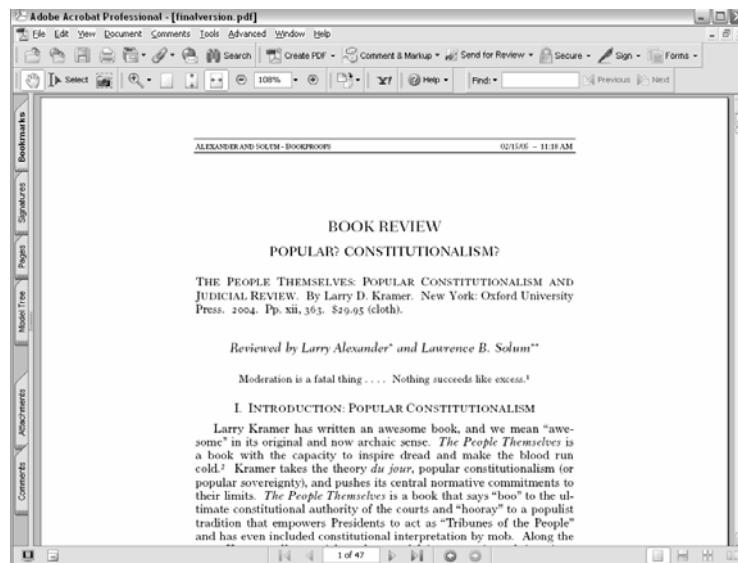 Adobe Acrobat Professional - [finalversion.pdf]
File Edit View Document Comments Tools Advanced Window Help
Search Create PDF Comment & Markup Send for Review Secure Sign Forms
Select 108% Y! Help Find: Previous Next
Bookmarks
Signatures
Pages
Model Tree
Attachments
Comments
ALEXANDER AND SOLUM - BOOKPROOFS 02/15/05 – 11:18 AM
BOOK REVIEW
POPULAR? CONSTITUTIONALISM?
THE PEOPLE THEMSELVES: POPULAR CONSTITUTIONALISM AND
JUDICIAL REVIEW. By Larry D. Kramer. New York: Oxford University
Press. 2004. Pp. xii, 363. $29.95 (cloth).
Reviewed by Larry Alexander* and Lawrence B. Solum**
Moderation is a fatal thing . . . . Nothing succeeds like excess.¹
I. INTRODUCTION: POPULAR CONSTITUTIONALISM
Larry Kramer has written an awesome book, and we mean “awe-
some” in its original and now archaic sense. The People Themselves is
a book with the capacity to inspire dread and make the blood run
cold.² Kramer takes the theory du jour, popular constitutionalism (or
popular sovereignty), and pushes its central normative commitments to
their limits. The People Themselves is a book that says “boo” to the ul-
timate constitutional authority of the courts and “hooray” to a populist
tradition that empowers Presidents to act as “Tribunes of the People”
and has even included constitutional interpretation by mob. Along the
1 of 47